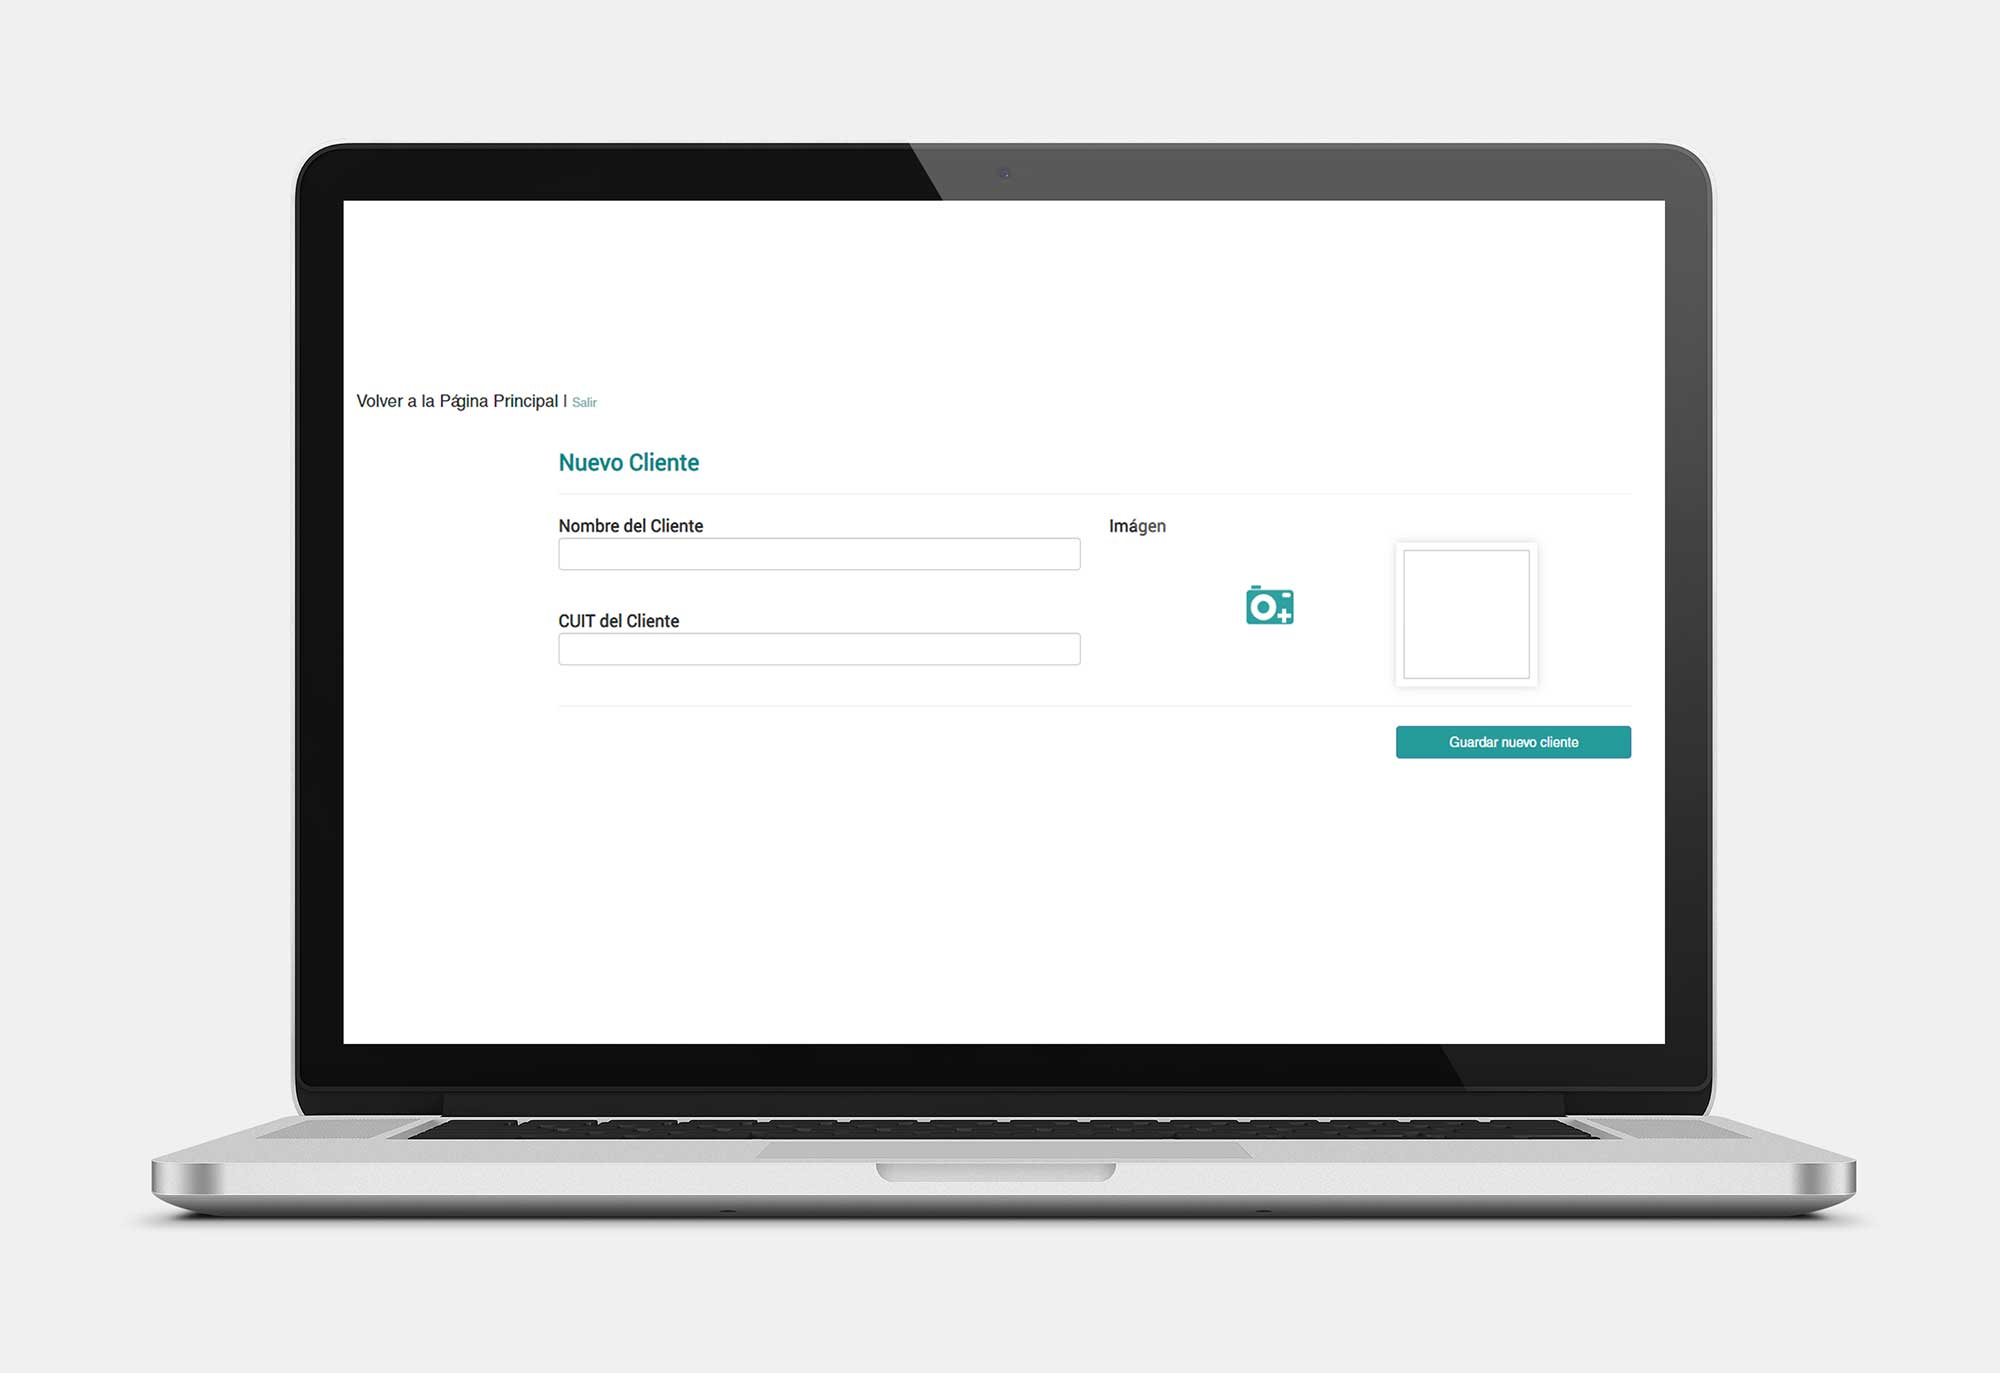 Volver a la Página Principal | Salir
Nuevo Cliente
Nombre del Cliente
Imágen
CUIT del Cliente
Guardar nuevo cliente